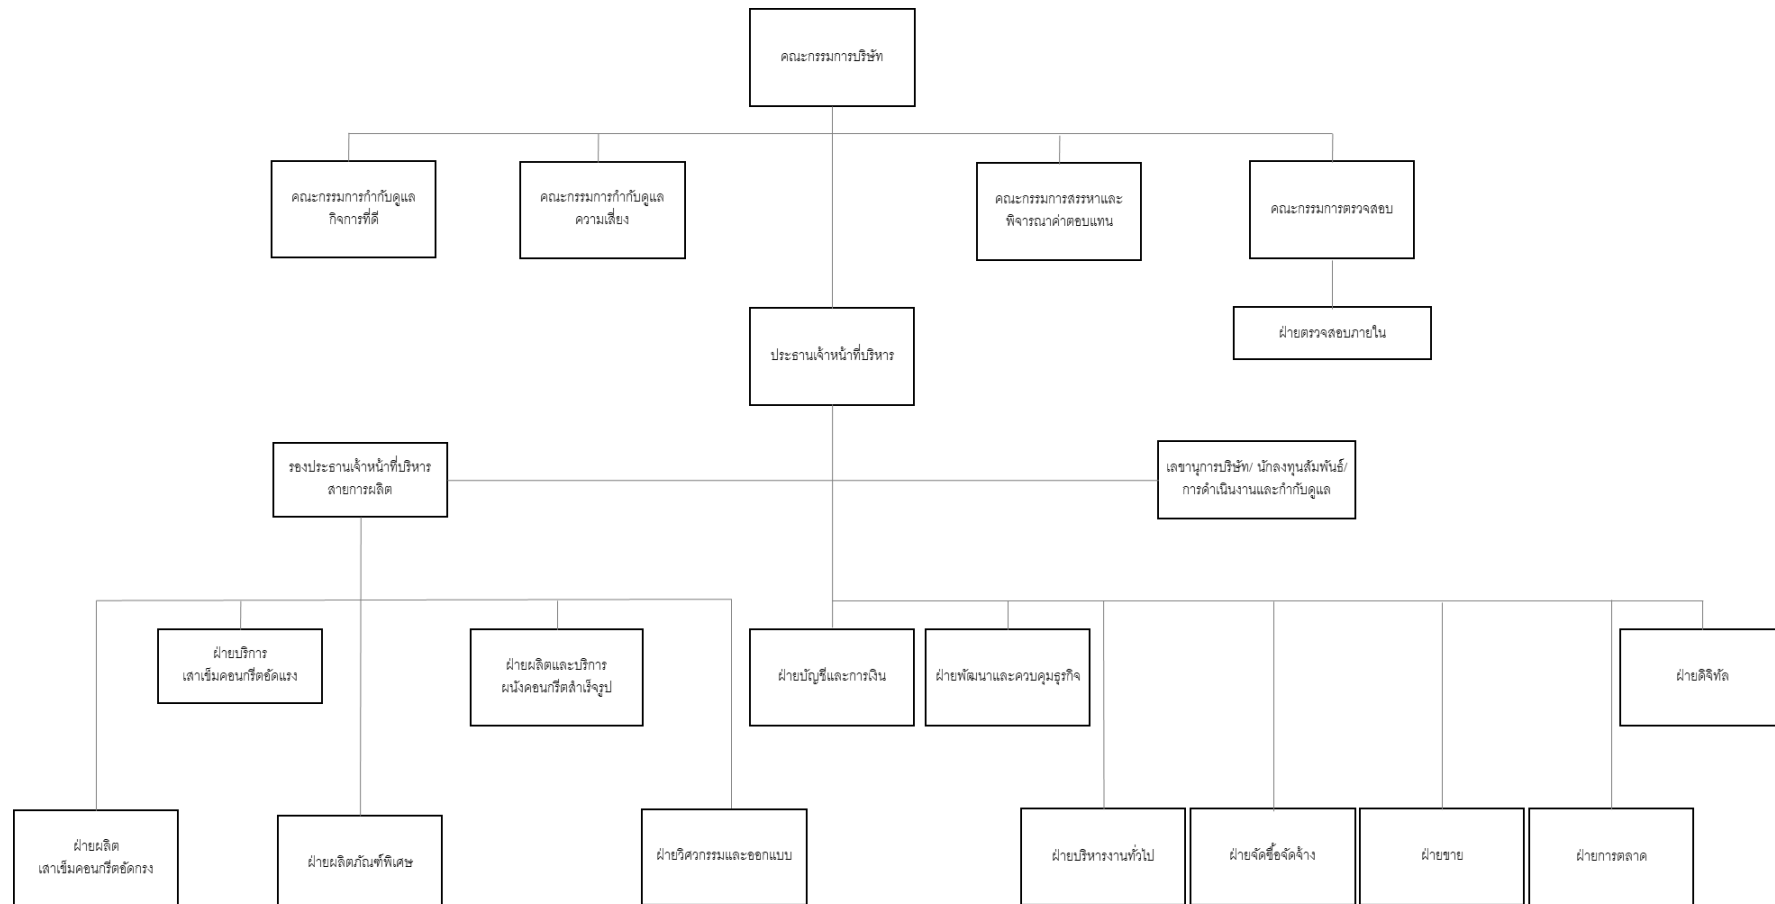 คณะกรรมการบริษัท
คณะกรรมการกำกับดูแล
กิจการที่ดี
คณะกรรมการกำกับดูแล
ความเสี่ยง
คณะกรรมการสรรหาและ
พิจารณาค่าตอบแทน
คณะกรรมการตรวจสอบ
ฝ่ายตรวจสอบภายใน
ประธานเจ้าหน้าที่บริหาร
รองประธานเจ้าหน้าที่บริหาร
สายการผลิต
เลขานุการบริษัท/ นักลงทุนสัมพันธ์/
การดำเนินงานและกำกับดูแล
ฝ่ายบริการ
เสาเข็มคอนกรีตอัดแรง
ฝ่ายผลิตและบริการ
ผนังคอนกรีตสำเร็จรูป
ฝ่ายบัญชีและการเงิน
ฝ่ายพัฒนาและควบคุมธุรกิจ
ฝ่ายดิจิทัล
ฝ่ายผลิต
เสาเข็มคอนกรีตอัดกรง
ฝ่ายผลิตภัณฑ์พิเศษ
ฝ่ายวิศวกรรมและออกแบบ
ฝ่ายบริหารงานทั่วไป
ฝ่ายจัดซื้อจัดจ้าง
ฝ่ายขาย
ฝ่ายการตลาด